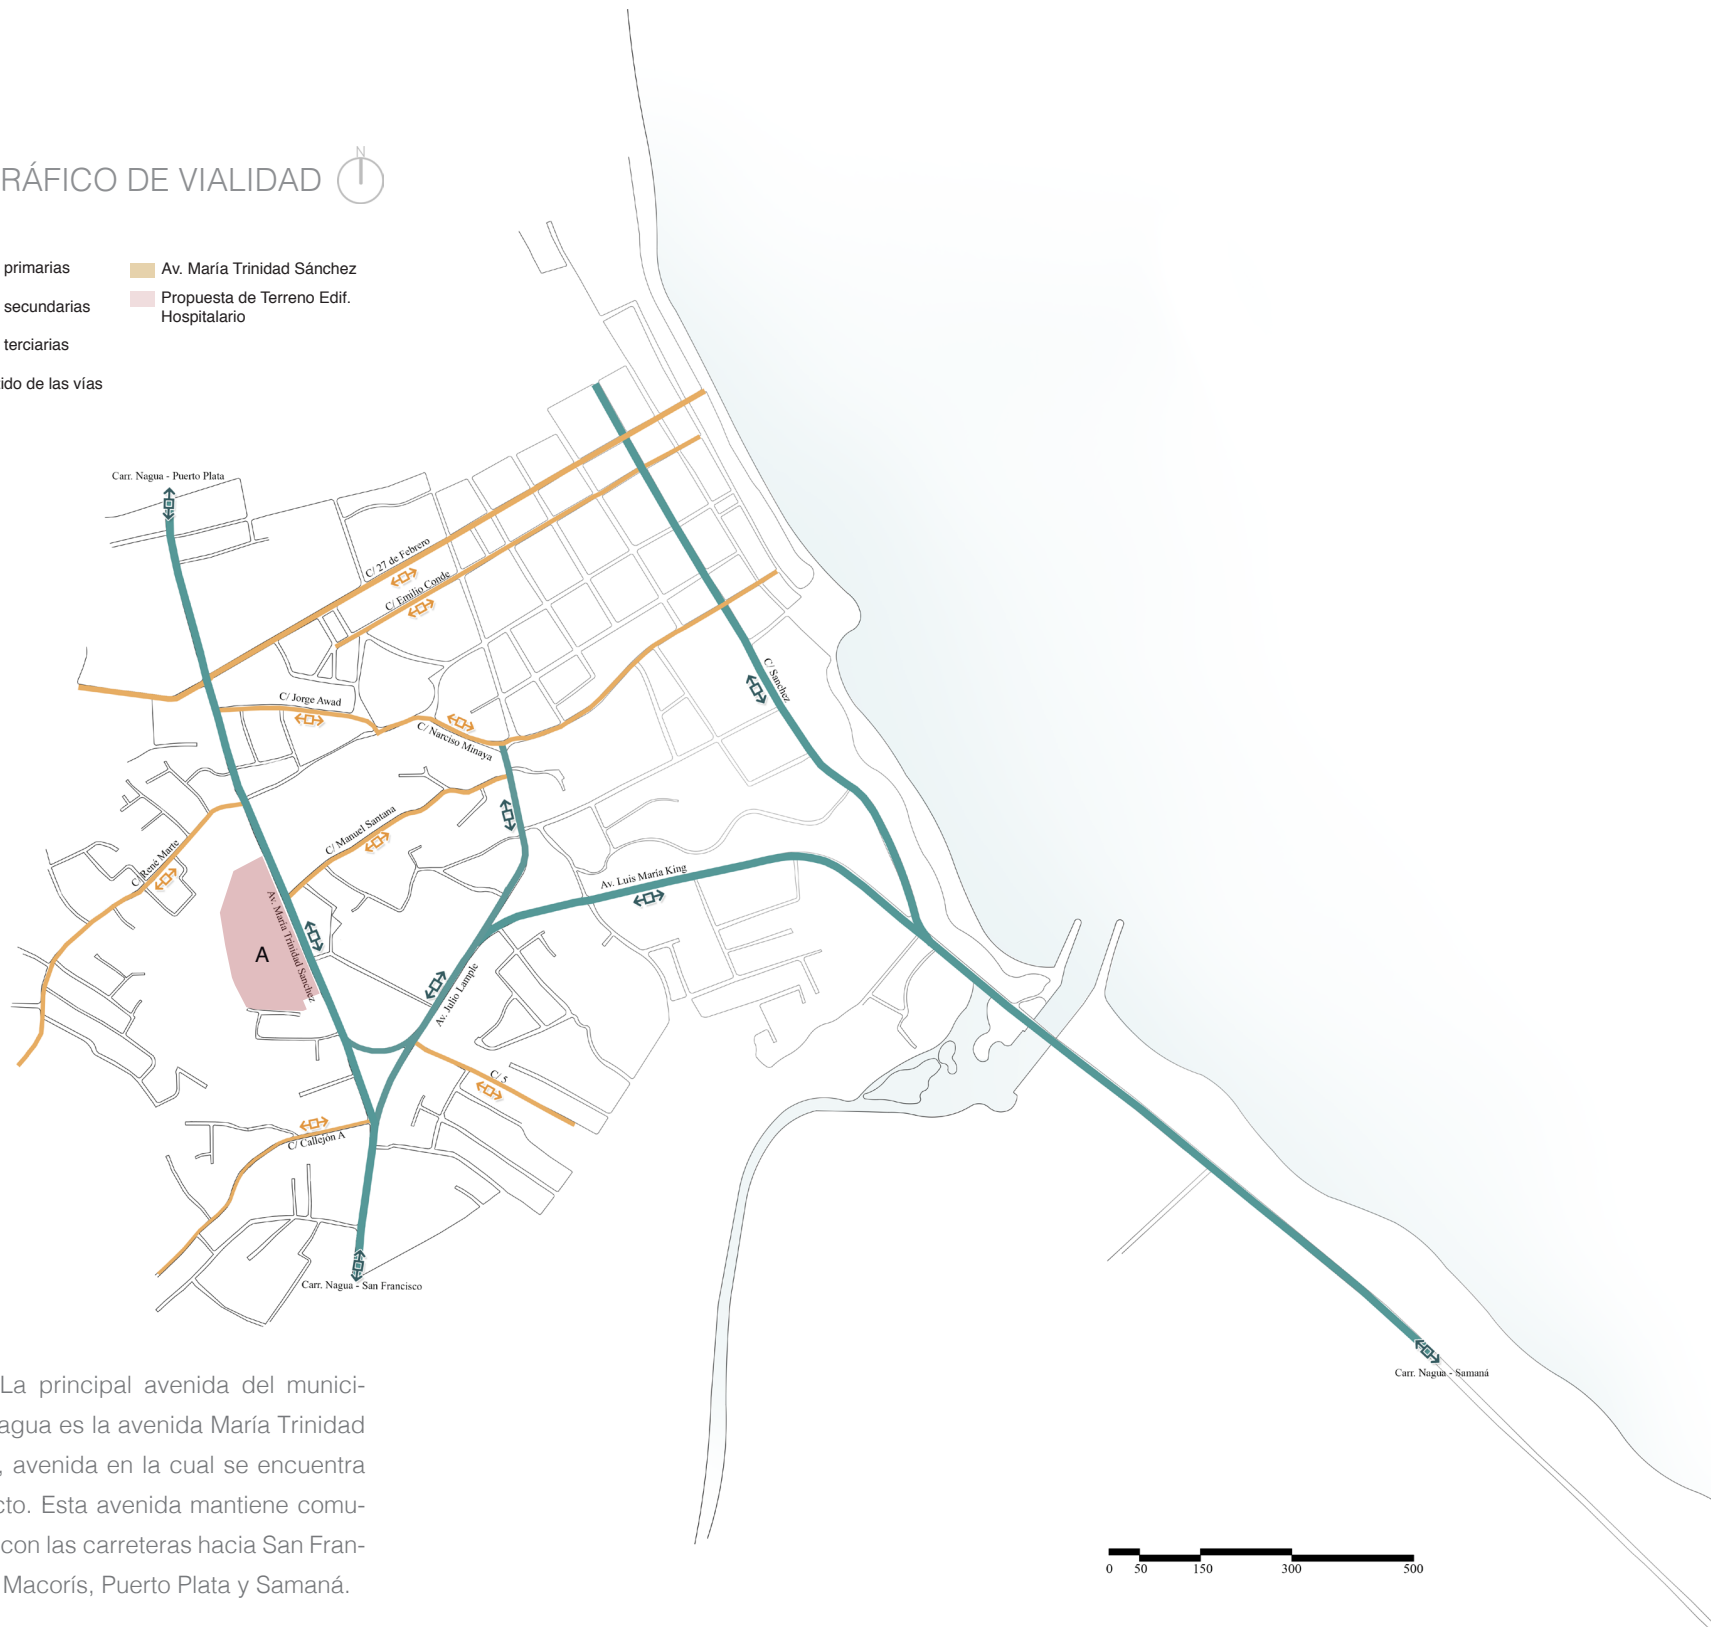 RÁFICO DE VIALIDAD
N
primarias
secundarias
terciarias
tido de las vías
Av. María Trinidad Sánchez
Propuesta de Terreno Edif.
Hospitalario
Carr. Nagua - Puerto Plata
C/ 27 de Febrero
C/ Emilio Conde
C/ Jorge Awad
C/ Narciso Minaya
C/ Sanchez
C/ Manuel Santana
C/ René Marte
Av. Luis María King
Av. María Trinidad Sanchez
A
Av. Julio Lample
C/ 5
C/ Callejón A
Carr. Nagua - San Francisco
Carr. Nagua - Samaná
La principal avenida del munici-
agua es la avenida María Trinidad
, avenida en la cual se encuentra
cto. Esta avenida mantiene comu-
con las carreteras hacia San Fran-
Macorís, Puerto Plata y Samaná.
0 50 150 300 500